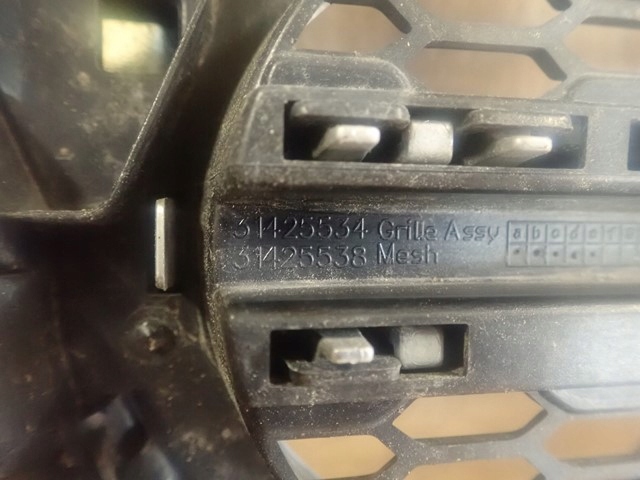 31425534 Grille Assy
31425538 Mesh
a b c d e f g